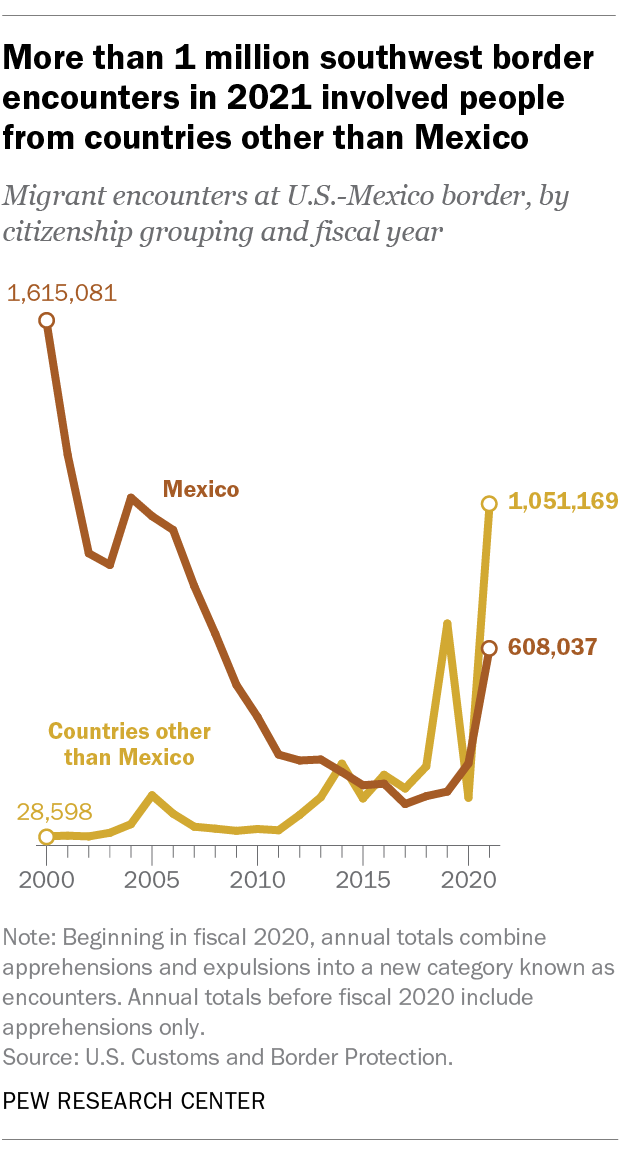 More than 1 million southwest border
encounters in 2021 involved people
from countries other than Mexico
Migrant encounters at U.S.-Mexico border, by
citizenship grouping and fiscal year
1,615,081
Mexico
1,051,169
608,037
Countries other
than Mexico
28,598
2000 2005 2010 2015 2020
Note: Beginning in fiscal 2020, annual totals combine
apprehensions and expulsions into a new category known as
encounters. Annual totals before fiscal 2020 include
apprehensions only.
Source: U.S. Customs and Border Protection.
PEW RESEARCH CENTER